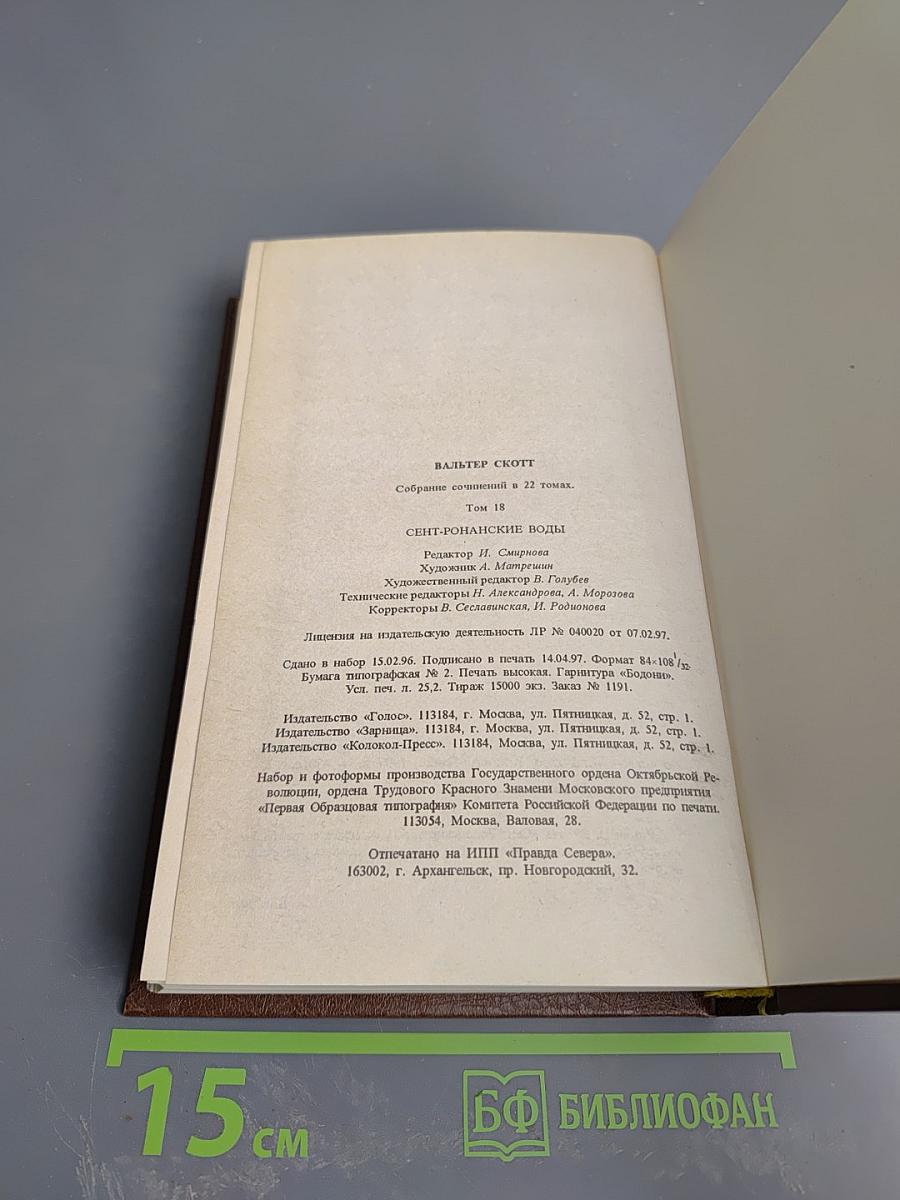 ВАЛЬТЕР СКОТТ
Собрание сочинений в 22 томах.
Том 18
СЕНТ-РОНАНСКИЕ ВОДЫ
Редактор И. Смирнова
Художник А. Матрешин
Художественный редактор В. Голубев
Технические редакторы Н. Александрова, А. Морозова
Корректоры В. Сеславинская, И. Родионова
Лицензия на издательскую деятельность ЛР № 040020 от 07.02.97.
Сдано в набор 15.02.96. Подписано в печать 14.04.97. Формат 84×108 1/32.
Бумага типографская № 2. Печать высокая. Гарнитура «Бодони».
Усл. печ. л. 25,2. Тираж 15000 экз. Заказ № 1191.
Издательство «Голос». 113184, г. Москва, ул. Пятницкая, д. 52, стр. 1.
Издательство «Зарница». 113184, г. Москва, ул. Пятницкая, д. 52, стр. 1.
Издательство «Колокол-Пресс». 113184, Москва, ул. Пятницкая, д. 52, стр. 1.
Набор и фотоформы производства Государственного ордена Октябрьской Ре-
волюции, ордена Трудового Красного Знамени Московского предприятия
«Первая Образцовая типография» Комитета Российской Федерации по печати.
113054, Москва, Валовая, 28.
Отпечатано на ИПП «Правда Севера».
163002, г. Архангельск, пр. Новгородский, 32.
15 см
БФ БИБЛИОФАН